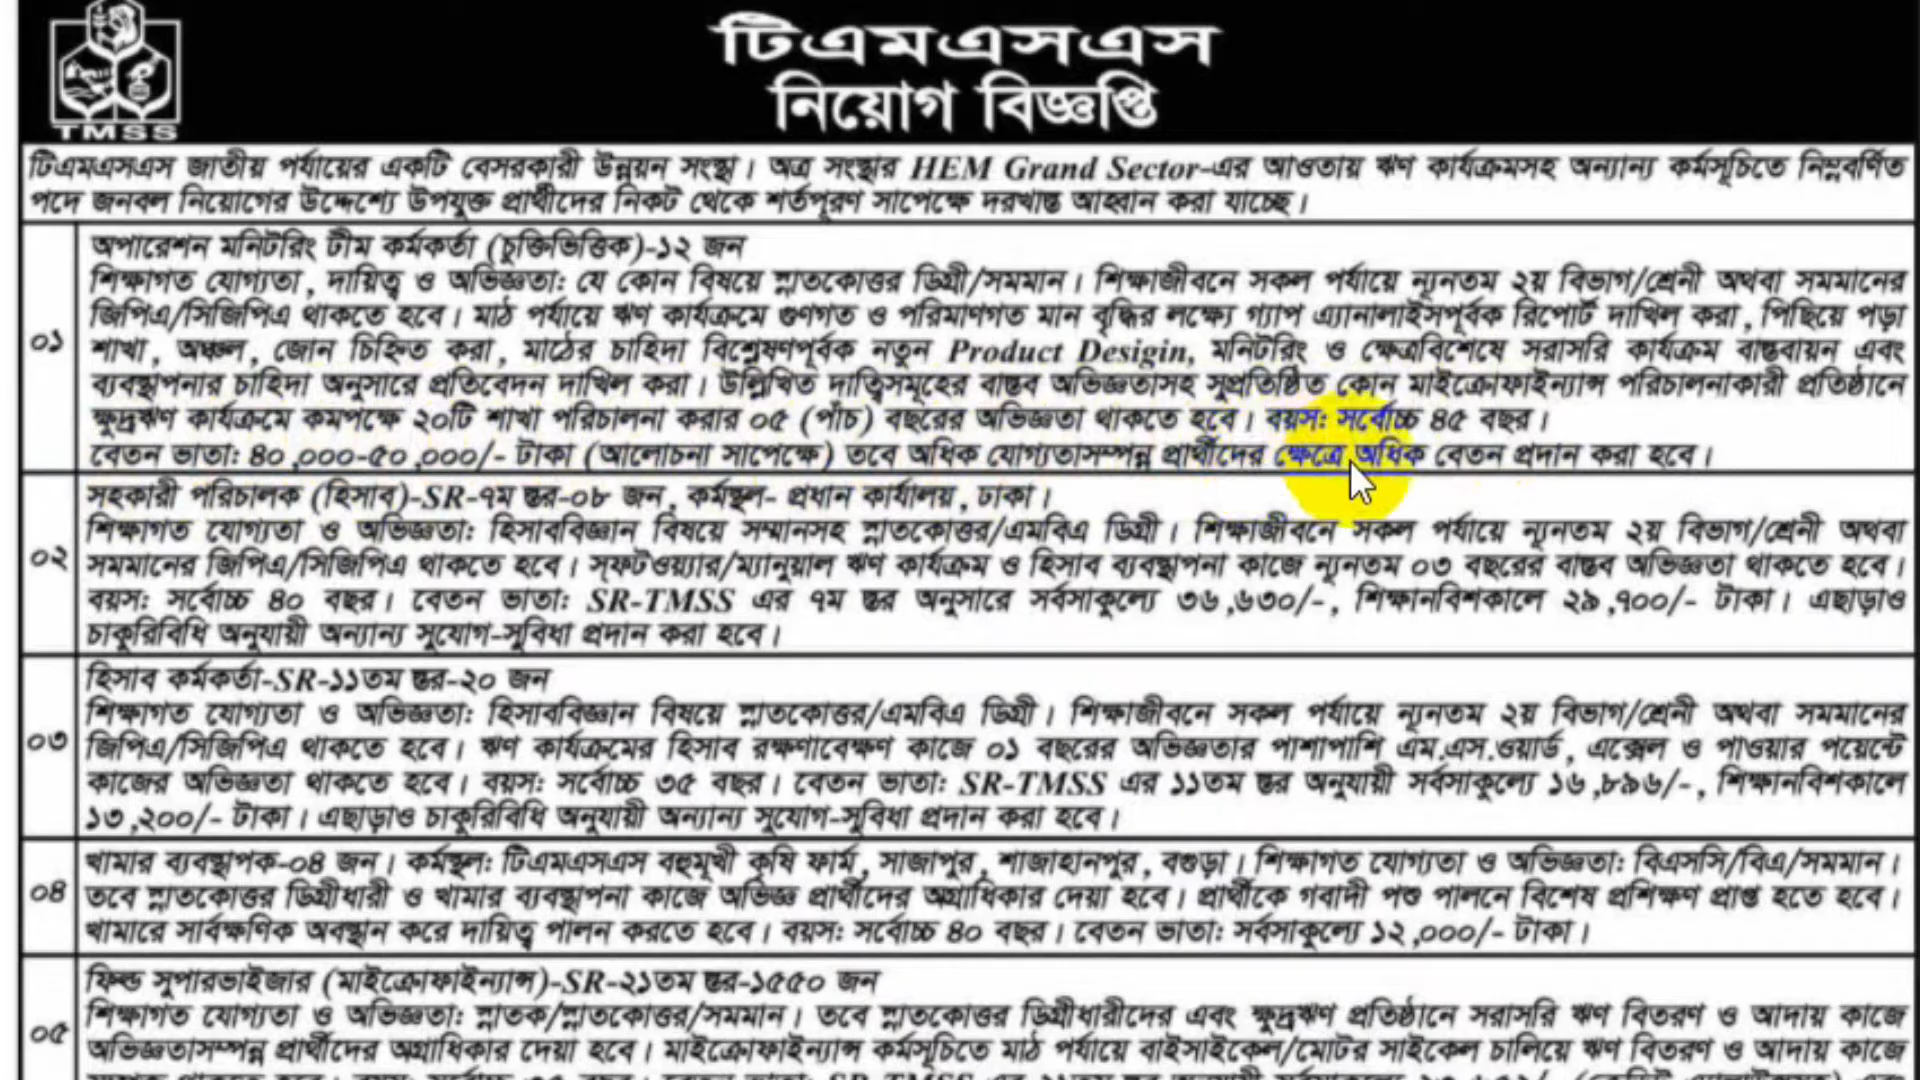 TMSS
টিএমএসএস
নিয়োগ বিজ্ঞপ্তি
টিএমএসএস জাতীয় পর্যায়ের একটি বেসরকারী উন্নয়ন সংস্থা। অত্র সংস্থার HEM Grand Sector-এর আওতায় ঋণ কার্যক্রমসহ অন্যান্য কর্মসূচিতে নিম্নবর্ণিত
পদে জনবল নিয়োগের উদ্দেশ্যে উপযুক্ত প্রার্থীদের নিকট থেকে শর্তপূরণ সাপেক্ষে দরখাস্ত আহ্বান করা যাচ্ছে।
অপারেশন মনিটরিং টীম কর্মকর্তা (চুক্তিভিত্তিক)-১২ জন
শিক্ষাগত যোগ্যতা, দায়িত্ব ও অভিজ্ঞতা: যে কোন বিষয়ে স্নাতকোত্তর ডিগ্রী/সমমান। শিক্ষাজীবনে সকল পর্যায়ে ন্যূনতম ২য় বিভাগ/শ্রেনী অথবা সমমানের
জিপিএ/সিজিপিএ থাকতে হবে। মাঠ পর্যায়ে ঋণ কার্যক্রমে গুণগত ও পরিমাণগত মান বৃদ্ধির লক্ষ্যে গ্যাপ এ্যানালাইসপূর্বক রিপোর্ট দাখিল করা, পিছিয়ে পড়া
০১ শাখা, অঞ্চল, জোন চিহ্নিত করা, মাঠের চাহিদা বিশ্লেষণপূর্বক নতুন Product Desigin, মনিটরিং ও ক্ষেত্রবিশেষে সরাসরি কার্যক্রম বাস্তবায়ন এবং
ব্যবস্থাপনার চাহিদা অনুসারে প্রতিবেদন দাখিল করা। উল্লিখিত দাত্বিসমূহের বাস্তব অভিজ্ঞতাসহ সুপ্রতিষ্ঠিত কোন মাইক্রোফাইন্যান্স পরিচালনাকারী প্রতিষ্ঠানে
ক্ষুদ্রঋণ কার্যক্রমে কমপক্ষে ২০টি শাখা পরিচালনা করার ০৫ (পাঁচ) বছরের অভিজ্ঞতা থাকতে হবে। বয়স: সর্বোচ্চ ৪৫ বছর।
বেতন ভাতা: ৪০,০০০-৫০,০০০/- টাকা (আলোচনা সাপেক্ষে) তবে অধিক যোগ্যতাসম্পন্ন প্রার্থীদের ক্ষেত্রে অধিক বেতন প্রদান করা হবে।
সহকারী পরিচালক (হিসাব)-SR-৭ম স্তর-০৮ জন, কর্মস্থল- প্রধান কার্যালয়, ঢাকা।
শিক্ষাগত যোগ্যতা ও অভিজ্ঞতা: হিসাববিজ্ঞান বিষয়ে সম্মানসহ স্নাতকোত্তর/এমবিএ ডিগ্রী। শিক্ষাজীবনে সকল পর্যায়ে ন্যূনতম ২য় বিভাগ/শ্রেনী অথবা
০২ সমমানের জিপিএ/সিজিপিএ থাকতে হবে। সফটওয়্যার/ম্যানুয়াল ঋণ কার্যক্রম ও হিসাব ব্যবস্থাপনা কাজে ন্যূনতম ০৩ বছরের বাস্তব অভিজ্ঞতা থাকতে হবে।
বয়স: সর্বোচ্চ ৪০ বছর। বেতন ভাতা: SR-TMSS এর ৭ম স্তর অনুসারে সর্বসাকুল্যে ৩৬,৬৩০/-, শিক্ষানবিশকালে ২৯,৭০০/- টাকা। এছাড়াও
চাকুরিবিধি অনুযায়ী অন্যান্য সুযোগ-সুবিধা প্রদান করা হবে।
হিসাব কর্মকর্তা-SR-১১তম স্তর-২০ জন
শিক্ষাগত যোগ্যতা ও অভিজ্ঞতা: হিসাববিজ্ঞান বিষয়ে স্নাতকোত্তর/এমবিএ ডিগ্রী। শিক্ষাজীবনে সকল পর্যায়ে ন্যূনতম ২য় বিভাগ/শ্রেনী অথবা সমমানের
০৩ জিপিএ/সিজিপিএ থাকতে হবে। ঋণ কার্যক্রমের হিসাব রক্ষণাবেক্ষণ কাজে ০১ বছরের অভিজ্ঞতার পাশাপাশি এম.এস.ওয়ার্ড, এক্সেল ও পাওয়ার পয়েন্টে
কাজের অভিজ্ঞতা থাকতে হবে। বয়স: সর্বোচ্চ ৩৫ বছর। বেতন ভাতা: SR-TMSS এর ১১তম স্তর অনুযায়ী সর্বসাকুল্যে ১৬,৮৯৬/-, শিক্ষানবিশকালে
১৩,২০০/- টাকা। এছাড়াও চাকুরিবিধি অনুযায়ী অন্যান্য সুযোগ-সুবিধা প্রদান করা হবে।
খামার ব্যবস্থাপক-০৪ জন। কর্মস্থল: টিএমএসএস বহুমূখী কৃষি ফার্ম, সাজাপুর, শাজাহানপুর, বগুড়া। শিক্ষাগত যোগ্যতা ও অভিজ্ঞতা: বিএসসি/বিএ/সমমান।
০৪ তবে স্নাতকোত্তর ডিগ্রীধারী ও খামার ব্যবস্থাপনা কাজে অভিজ্ঞ প্রার্থীদের অগ্রাধিকার দেয়া হবে। প্রার্থীকে গবাদী পশু পালনে বিশেষ প্রশিক্ষণ প্রাপ্ত হতে হবে।
খামারে সার্বক্ষণিক অবস্থান করে দায়িত্ব পালন করতে হবে। বয়স: সর্বোচ্চ ৪০ বছর। বেতন ভাতা: সর্বসাকুল্যে ১২,০০০/- টাকা।
ফিল্ড সুপারভাইজার (মাইক্রোফাইন্যান্স)-SR-২১তম স্তর-১৫৫০ জন
শিক্ষাগত যোগ্যতা ও অভিজ্ঞতা: স্নাতক/স্নাতকোত্তর/সমমান। তবে স্নাতকোত্তর ডিগ্রীধারীদের এবং ক্ষুদ্রঋণ প্রতিষ্ঠানে সরাসরি ঋণ বিতরণ ও আদায় কাজে
০৫ অভিজ্ঞতাসম্পন্ন প্রার্থীদের অগ্রাধিকার দেয়া হবে। মাইক্রোফাইন্যান্স কর্মসূচিতে মাঠ পর্যায়ে বাইসাইকেল/মোটর সাইকেল চালিয়ে ঋণ বিতরণ ও আদায় কাজে